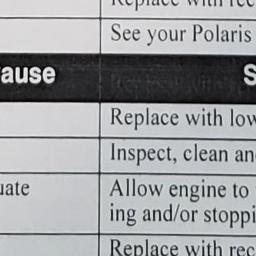 Replace with rec
See your Polaris
ause S
Replace with low
Inspect, clean an
uate Allow engine to
ing and/or stoppi
Replace with rec